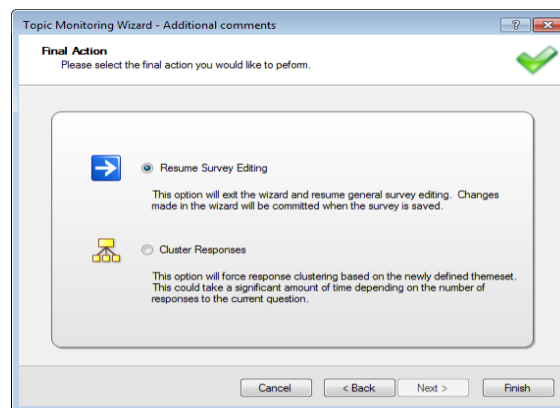 Topic Monitoring Wizard - Additional comments
Final Action
Please select the final action you would like to peform.
Resume Survey Editing
This option will exit the wizard and resume general survey editing. Changes
made in the wizard will be committed when the survey is saved.
Cluster Responses
This option will force response clustering based on the newly defined themeset.
This could take a significant amount of time depending on the number of
responses to the current question.
Cancel
< Back
Next >
Finish